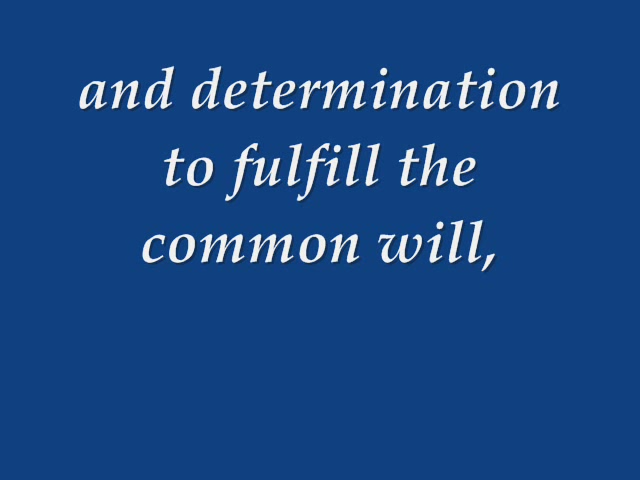 and determination
to fulfill the
common will,